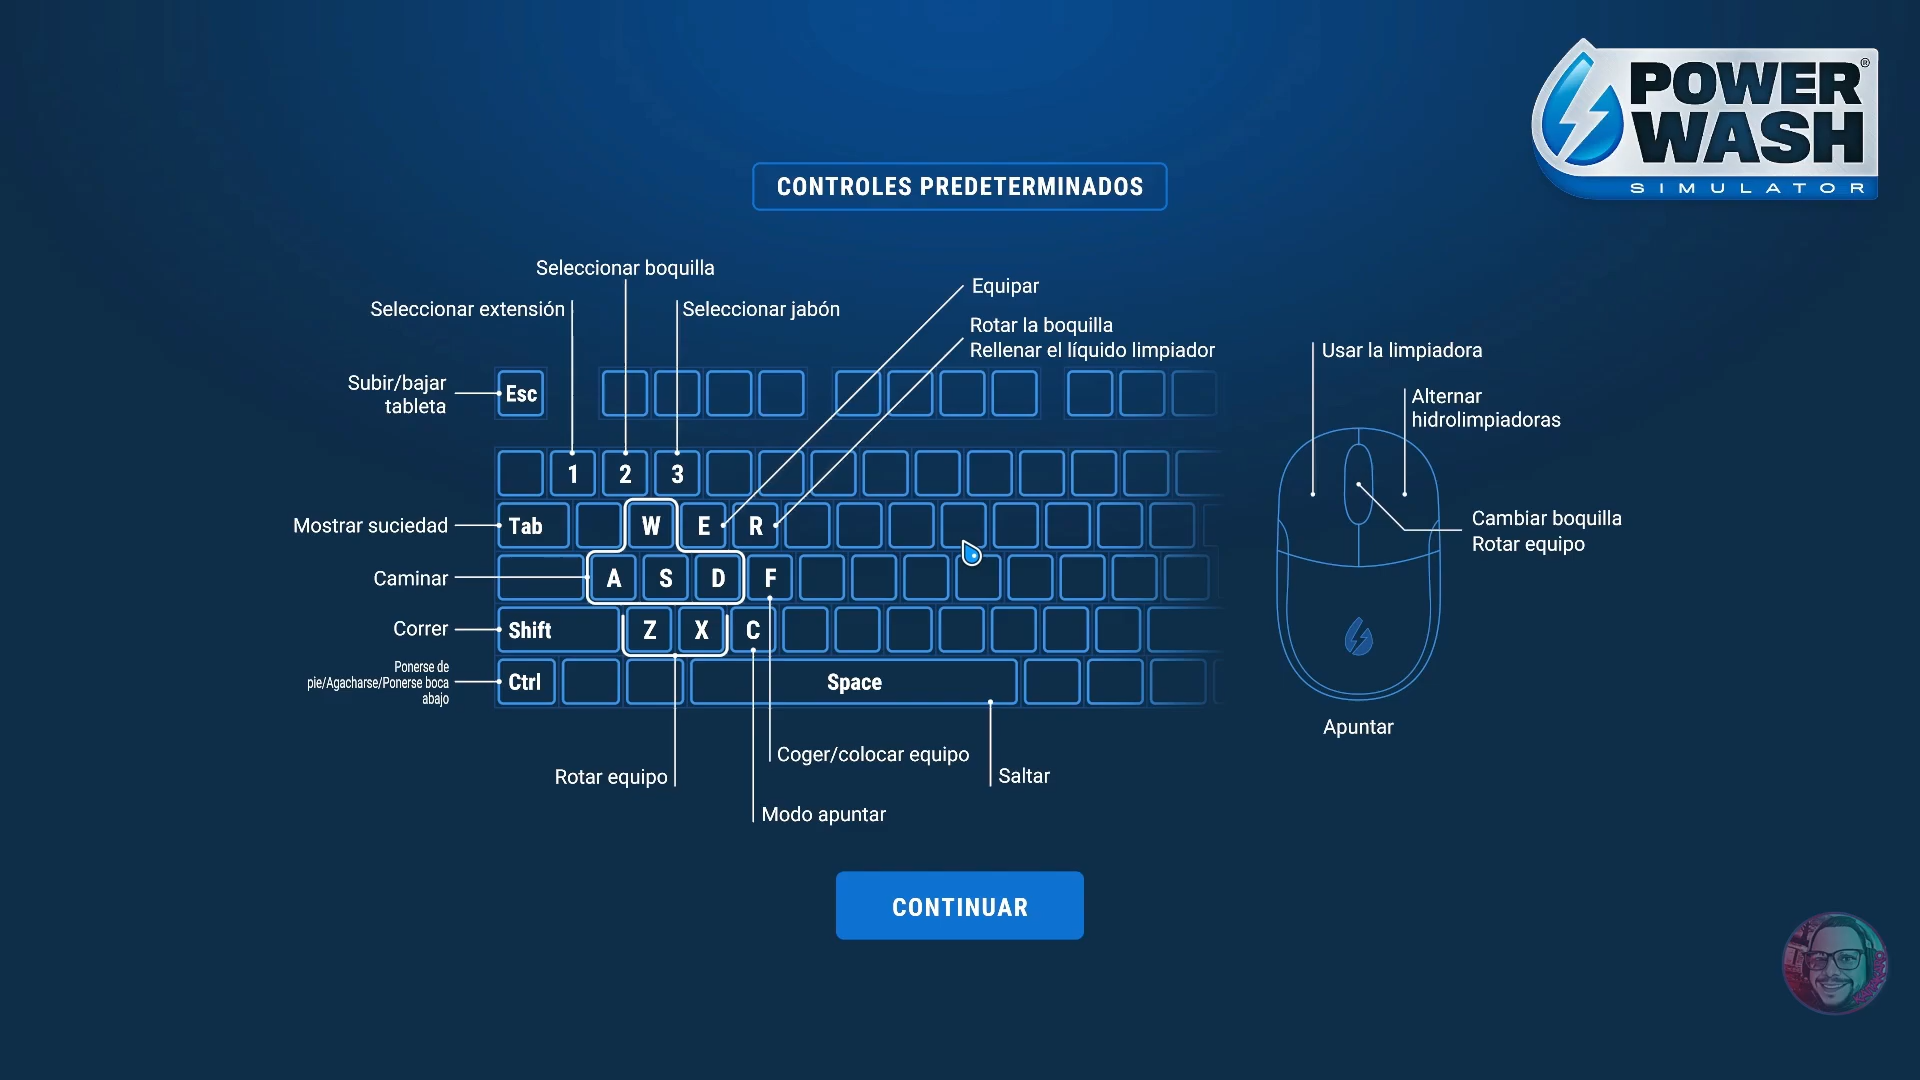 POWER®
WASH
SIMULATOR
CONTROLES PREDETERMINADOS
Seleccionar boquilla
Seleccionar extensión
Seleccionar jabón
Equipar
Rotar la boquilla
Rellenar el líquido limpiador
Usar la limpiadora
Alternar
hidrolimpiadoras
Subir/bajar
tableta
Esc
1 2 3
Mostrar suciedad
Tab W E R
Cambiar boquilla
Rotar equipo
Caminar
A S D F
Correr
Shift Z X C
Ponerse de
pie/Agacharse/Ponerse boca
abajo
Ctrl Space
Apuntar
Coger/colocar equipo
Rotar equipo
Saltar
Modo apuntar
CONTINUAR